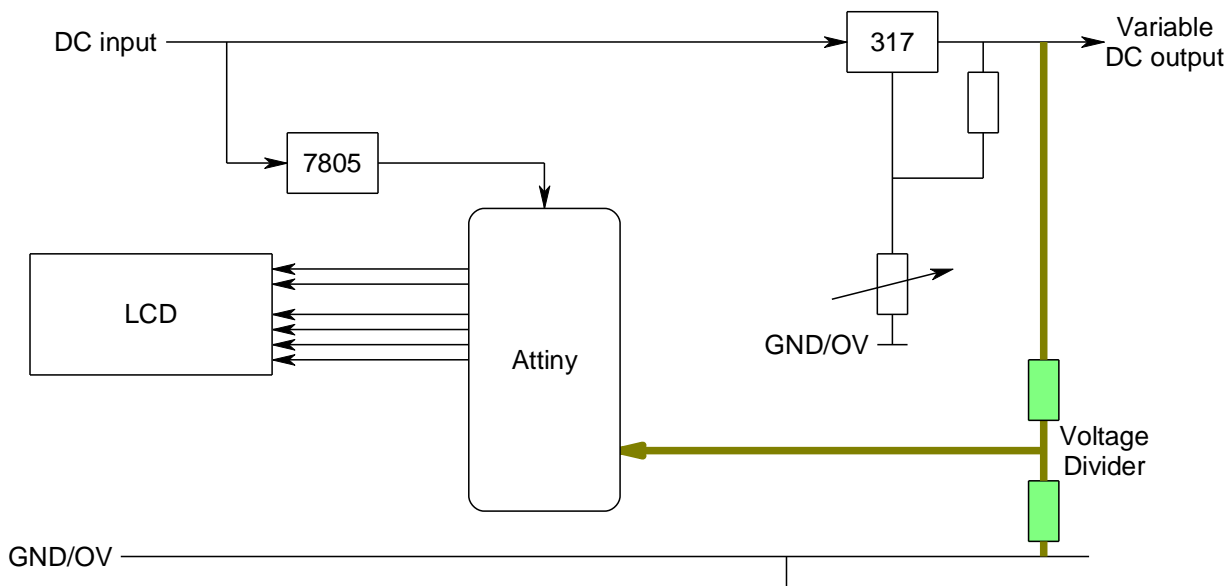 DC input
317
Variable
DC output
7805
LCD
Attiny
GND/OV
Voltage
Divider
GND/OV